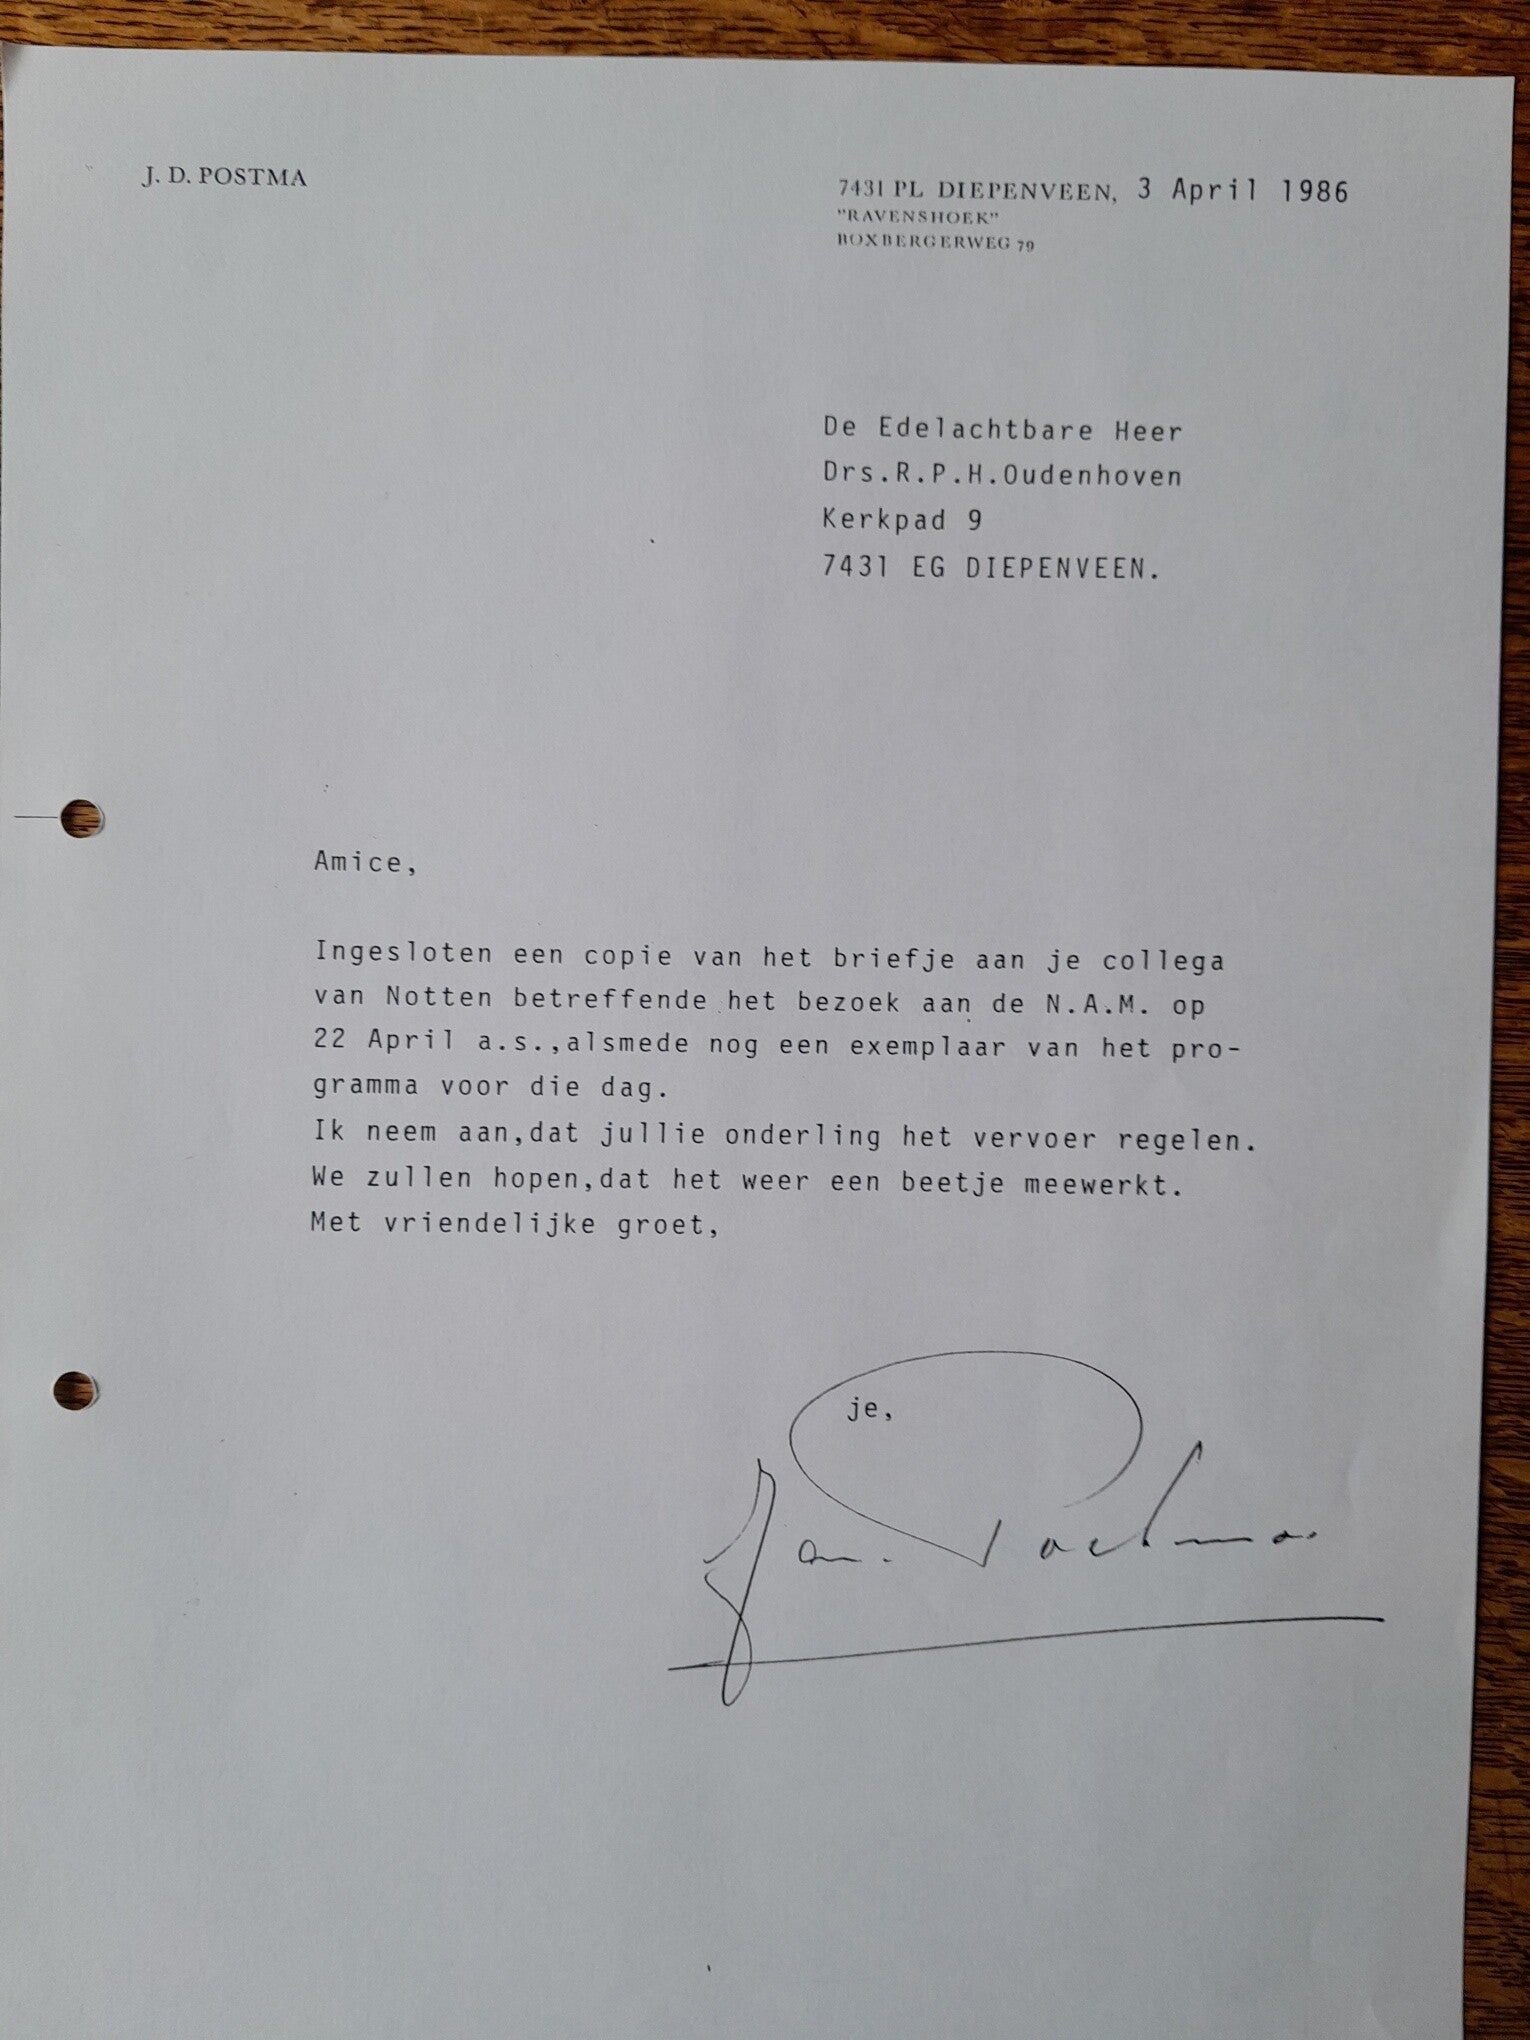 J. D. POSTMA
7431 PL DIEPENVEEN, 3 April 1986
"RAVENSHOEK"
BOXBERGERWEG 79
De Edelachtbare Heer
Drs.R.P.H.Oudenhoven
Kerkpad 9
7431 EG DIEPENVEEN.
Amice,
Ingesloten een copie van het briefje aan je collega
van Notten betreffende het bezoek aan de N.A.M. op
22 April a.s.,alsmede nog een exemplaar van het pro-
gramma voor die dag.
Ik neem aan,dat jullie onderling het vervoer regelen.
We zullen hopen,dat het weer een beetje meewerkt.
Met vriendelijke groet,
je,
Jan. Postma.